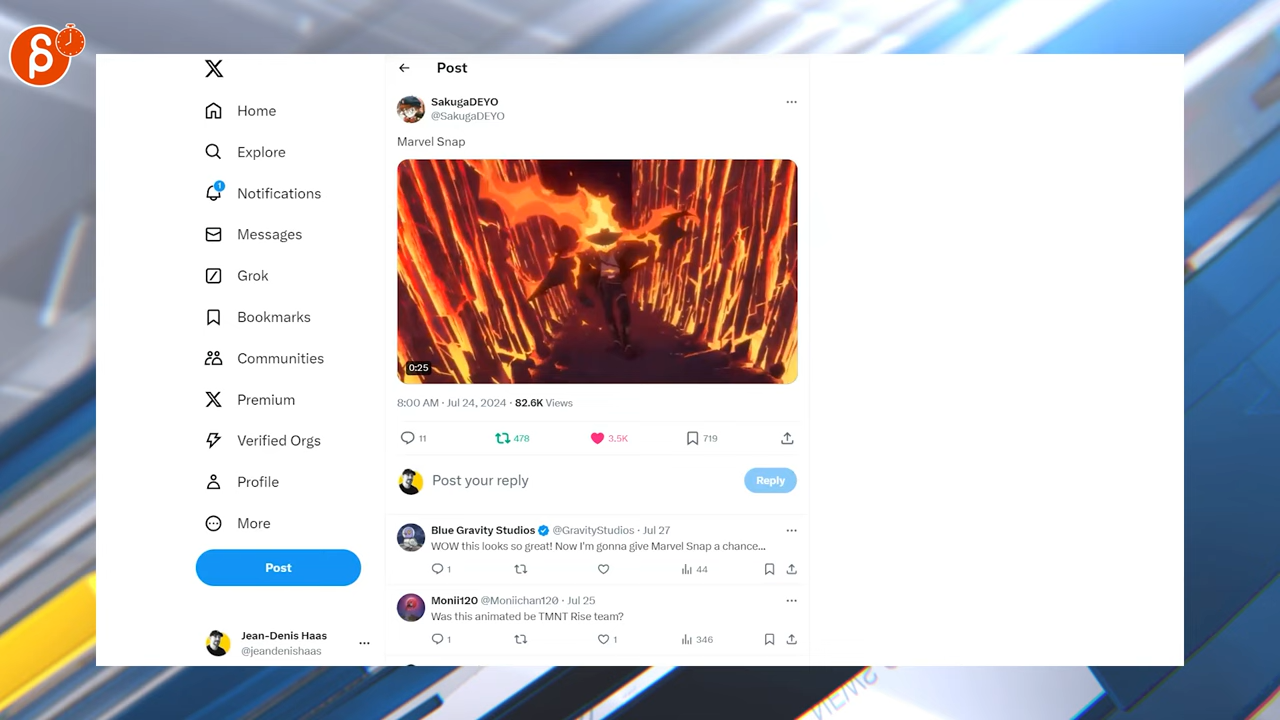 Post
SakugaDEYO
@SakugaDEYO
Marvel Snap
0:25
8:00 AM · Jul 24, 2024 · 82.6K Views
11 478 3.5K 719
Post your reply
Reply
Blue Gravity Studios @GravityStudios · Jul 27
WOW this looks so great! Now I'm gonna give Marvel Snap a chance...
1 44
Monii120 @Moniichan120 · Jul 25
Was this animated be TMNT Rise team?
1 1 346
Home
Explore
1
Notifications
Messages
Grok
Bookmarks
Communities
Premium
Verified Orgs
Profile
More
Post
Jean-Denis Haas
@jeandenishaas
NEWS